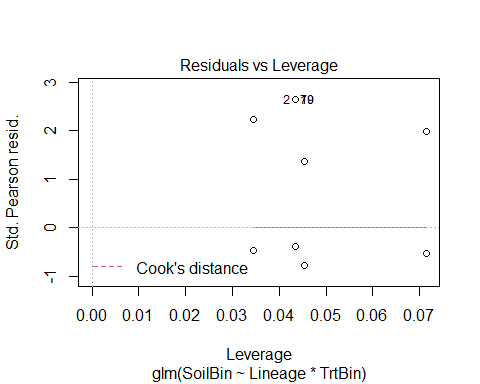 Residuals vs Leverage
Std. Pearson resid.
3
2
1
0
-1
Cook's distance
0.00 0.01 0.02 0.03 0.04 0.05 0.06 0.07
Leverage
glm(SoilBin ~ Lineage * TrtBin)